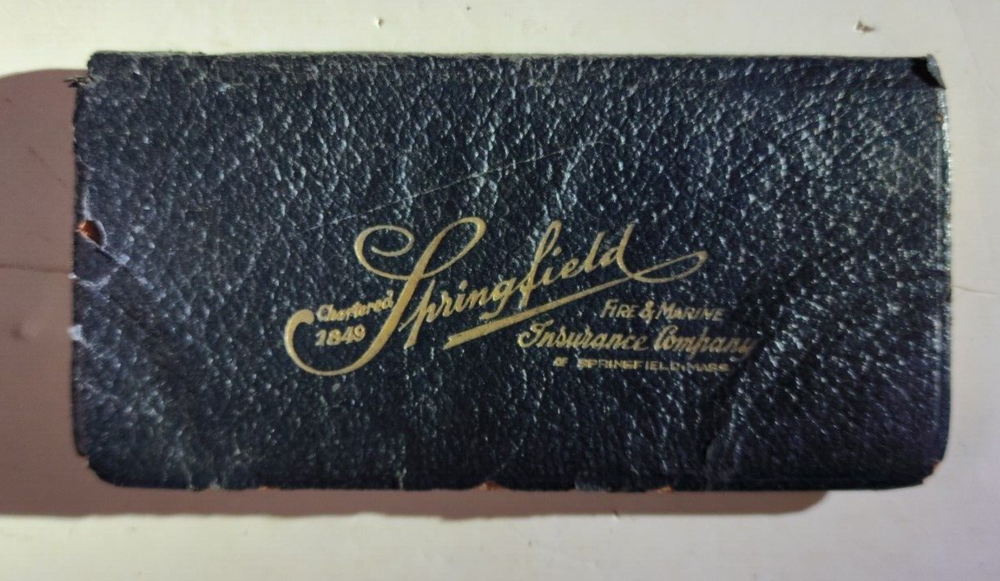 Springfield
Chartered
1849
FIRE & MARINE
Insurance Company
OF SPRINGFIELD, MASS.